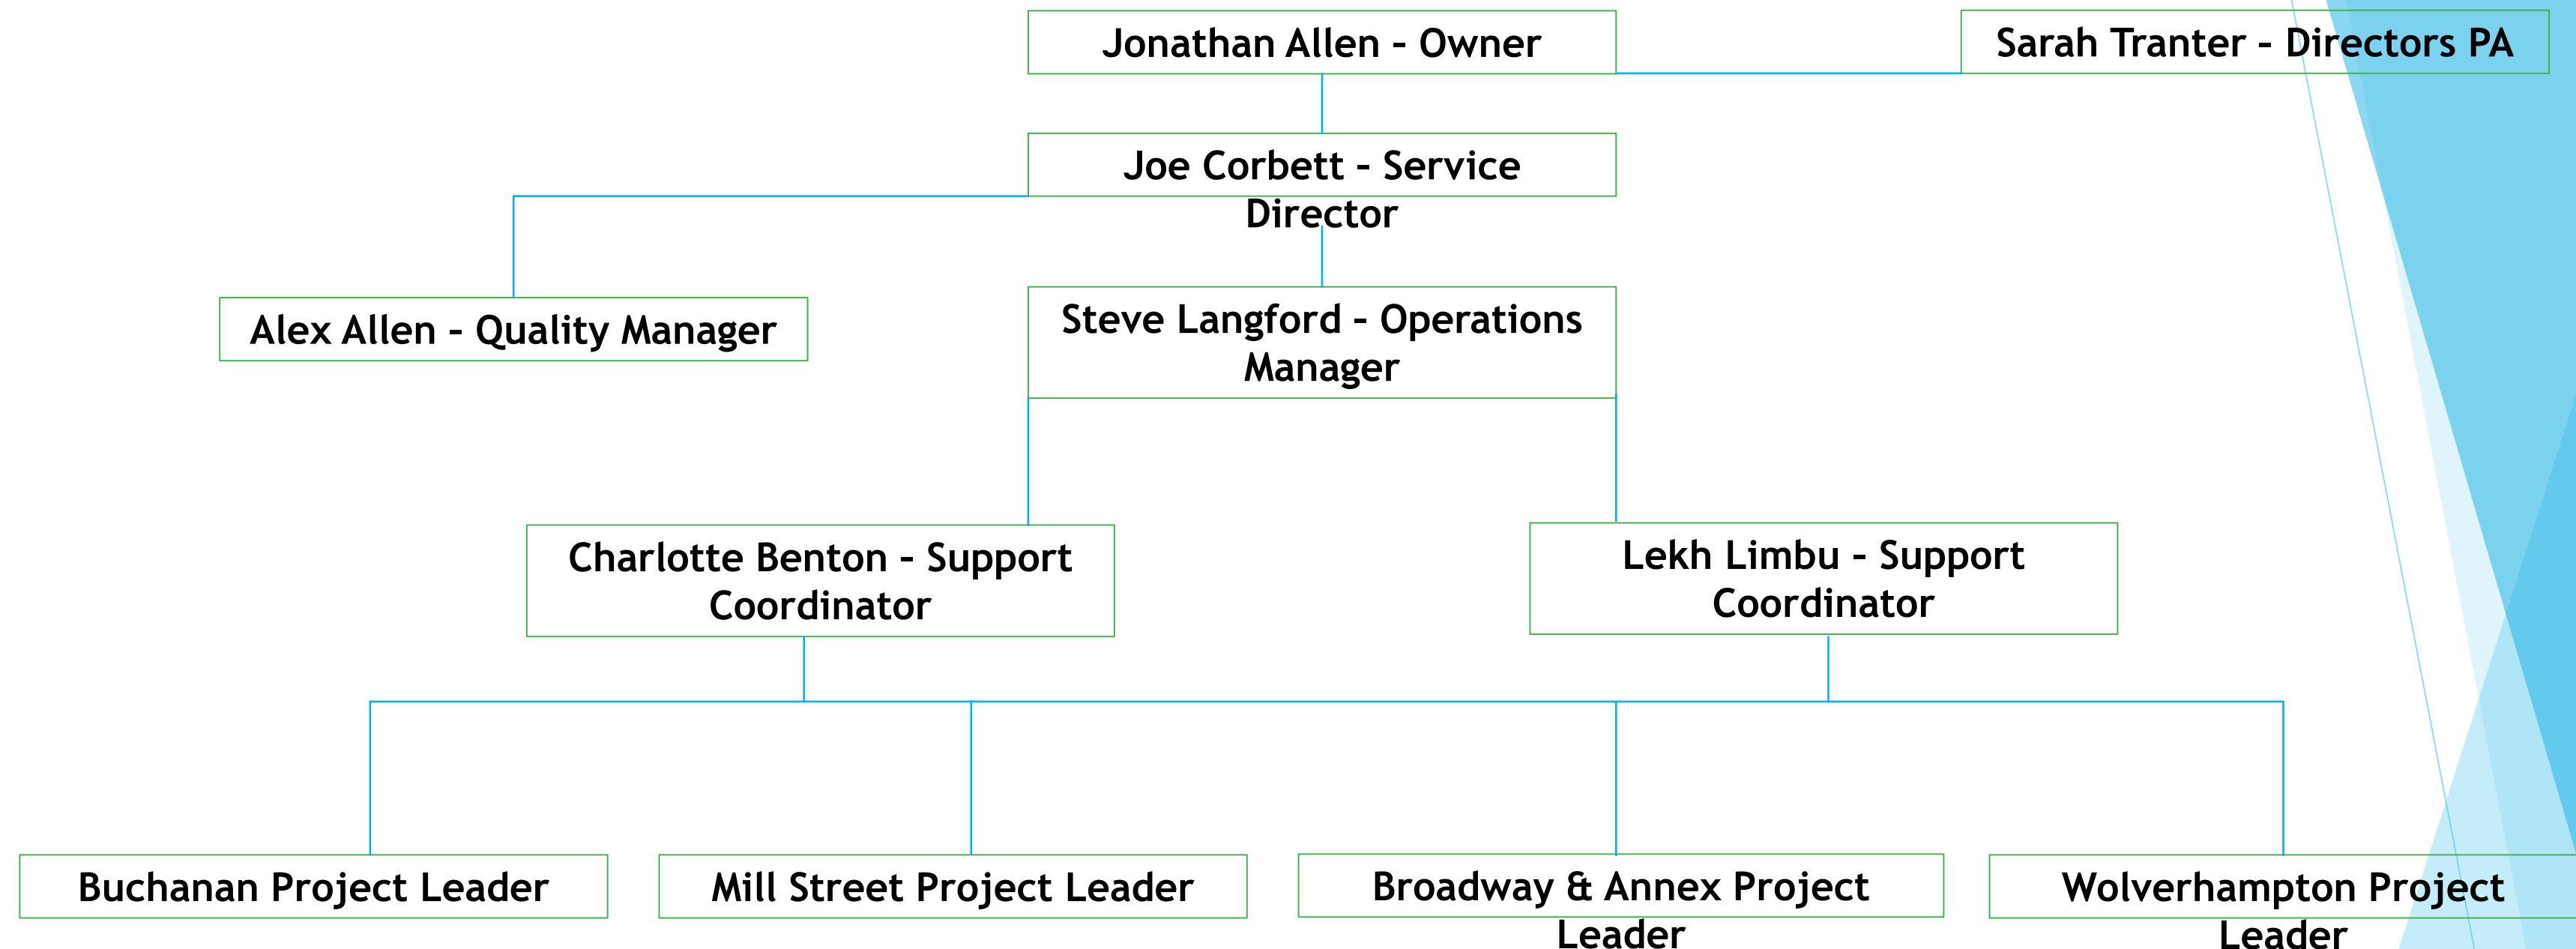 Jonathan Allen – Owner
Sarah Tranter – Directors PA
Joe Corbett – Service
Director
Alex Allen – Quality Manager
Steve Langford – Operations
Manager
Charlotte Benton – Support
Coordinator
Lekh Limbu – Support
Coordinator
Buchanan Project Leader
Mill Street Project Leader
Broadway & Annex Project
Leader
Wolverhampton Project
Leader